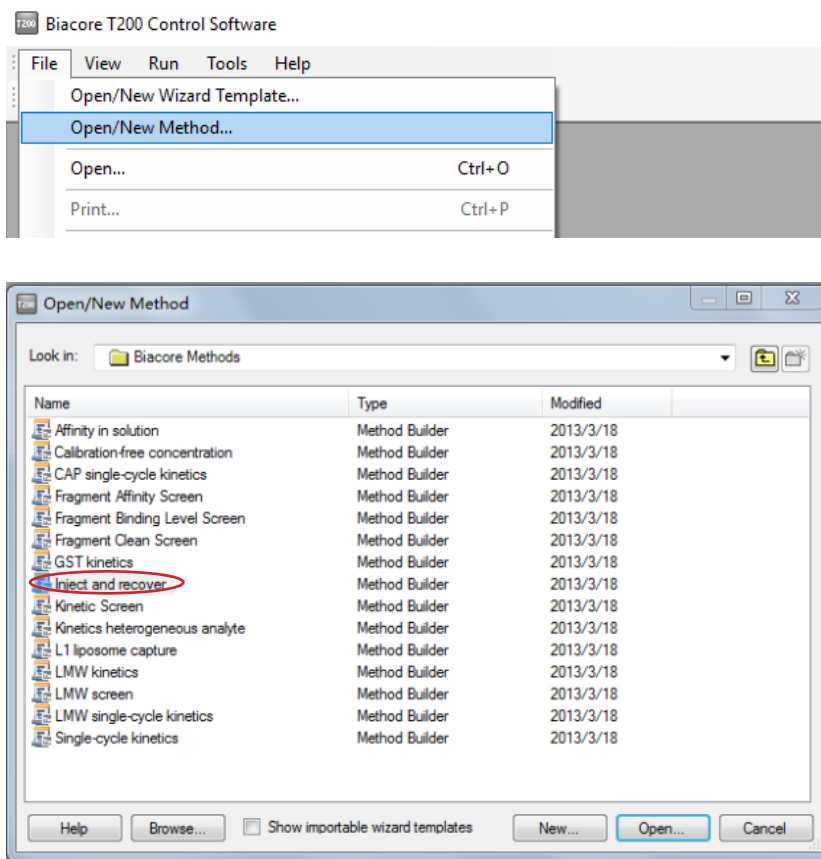 T200 Biacore T200 Control Software
File View Run Tools Help
Open/New Wizard Template...
Open/New Method...
Open... Ctrl+O
Print... Ctrl+P
T200 Open/New Method
Look in: Biacore Methods
Name Type Modified
Affinity in solution Method Builder 2013/3/18
Calibration-free concentration Method Builder 2013/3/18
CAP single-cycle kinetics Method Builder 2013/3/18
Fragment Affinity Screen Method Builder 2013/3/18
Fragment Binding Level Screen Method Builder 2013/3/18
Fragment Clean Screen Method Builder 2013/3/18
GST kinetics Method Builder 2013/3/18
Inject and recover Method Builder 2013/3/18
Kinetic Screen Method Builder 2013/3/18
Kinetics heterogeneous analyte Method Builder 2013/3/18
L1 liposome capture Method Builder 2013/3/18
LMW kinetics Method Builder 2013/3/18
LMW screen Method Builder 2013/3/18
LMW single-cycle kinetics Method Builder 2013/3/18
Single-cycle kinetics Method Builder 2013/3/18
Help Browse... Show importable wizard templates New... Open... Cancel